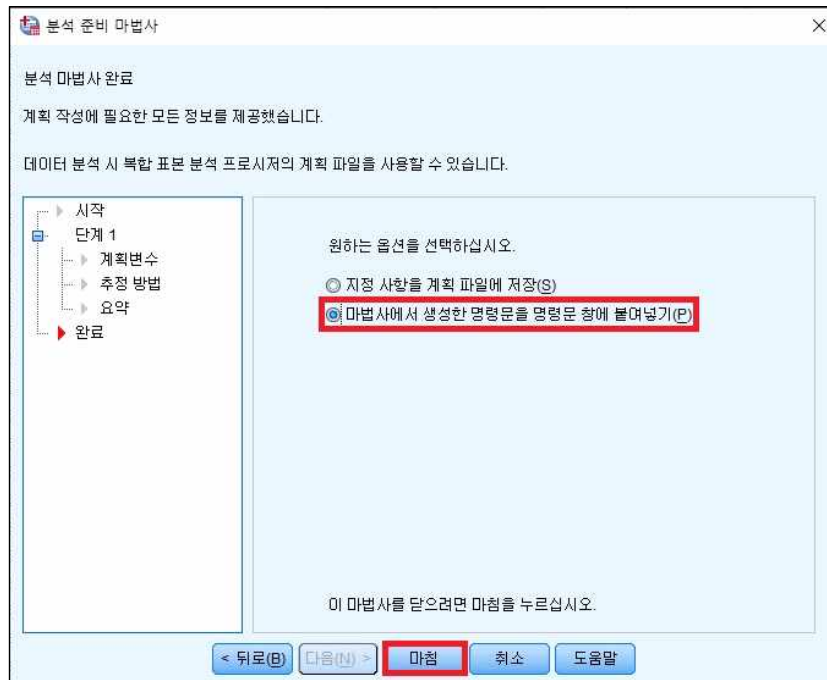 분석 준비 마법사
분석 마법사 완료
계획 작성에 필요한 모든 정보를 제공했습니다.
데이터 분석 시 복합 표본 분석 프로시저의 계획 파일을 사용할 수 있습니다.
시작
단계 1
계획변수
추정 방법
요약
완료
원하는 옵션을 선택하십시오.
지정 사항을 계획 파일에 저장(S)
마법사에서 생성한 명령문을 명령문 창에 붙여넣기(P)
이 마법사를 닫으려면 마침을 누르십시오.
< 뒤로(B) 다음(N) > 마침 취소 도움말